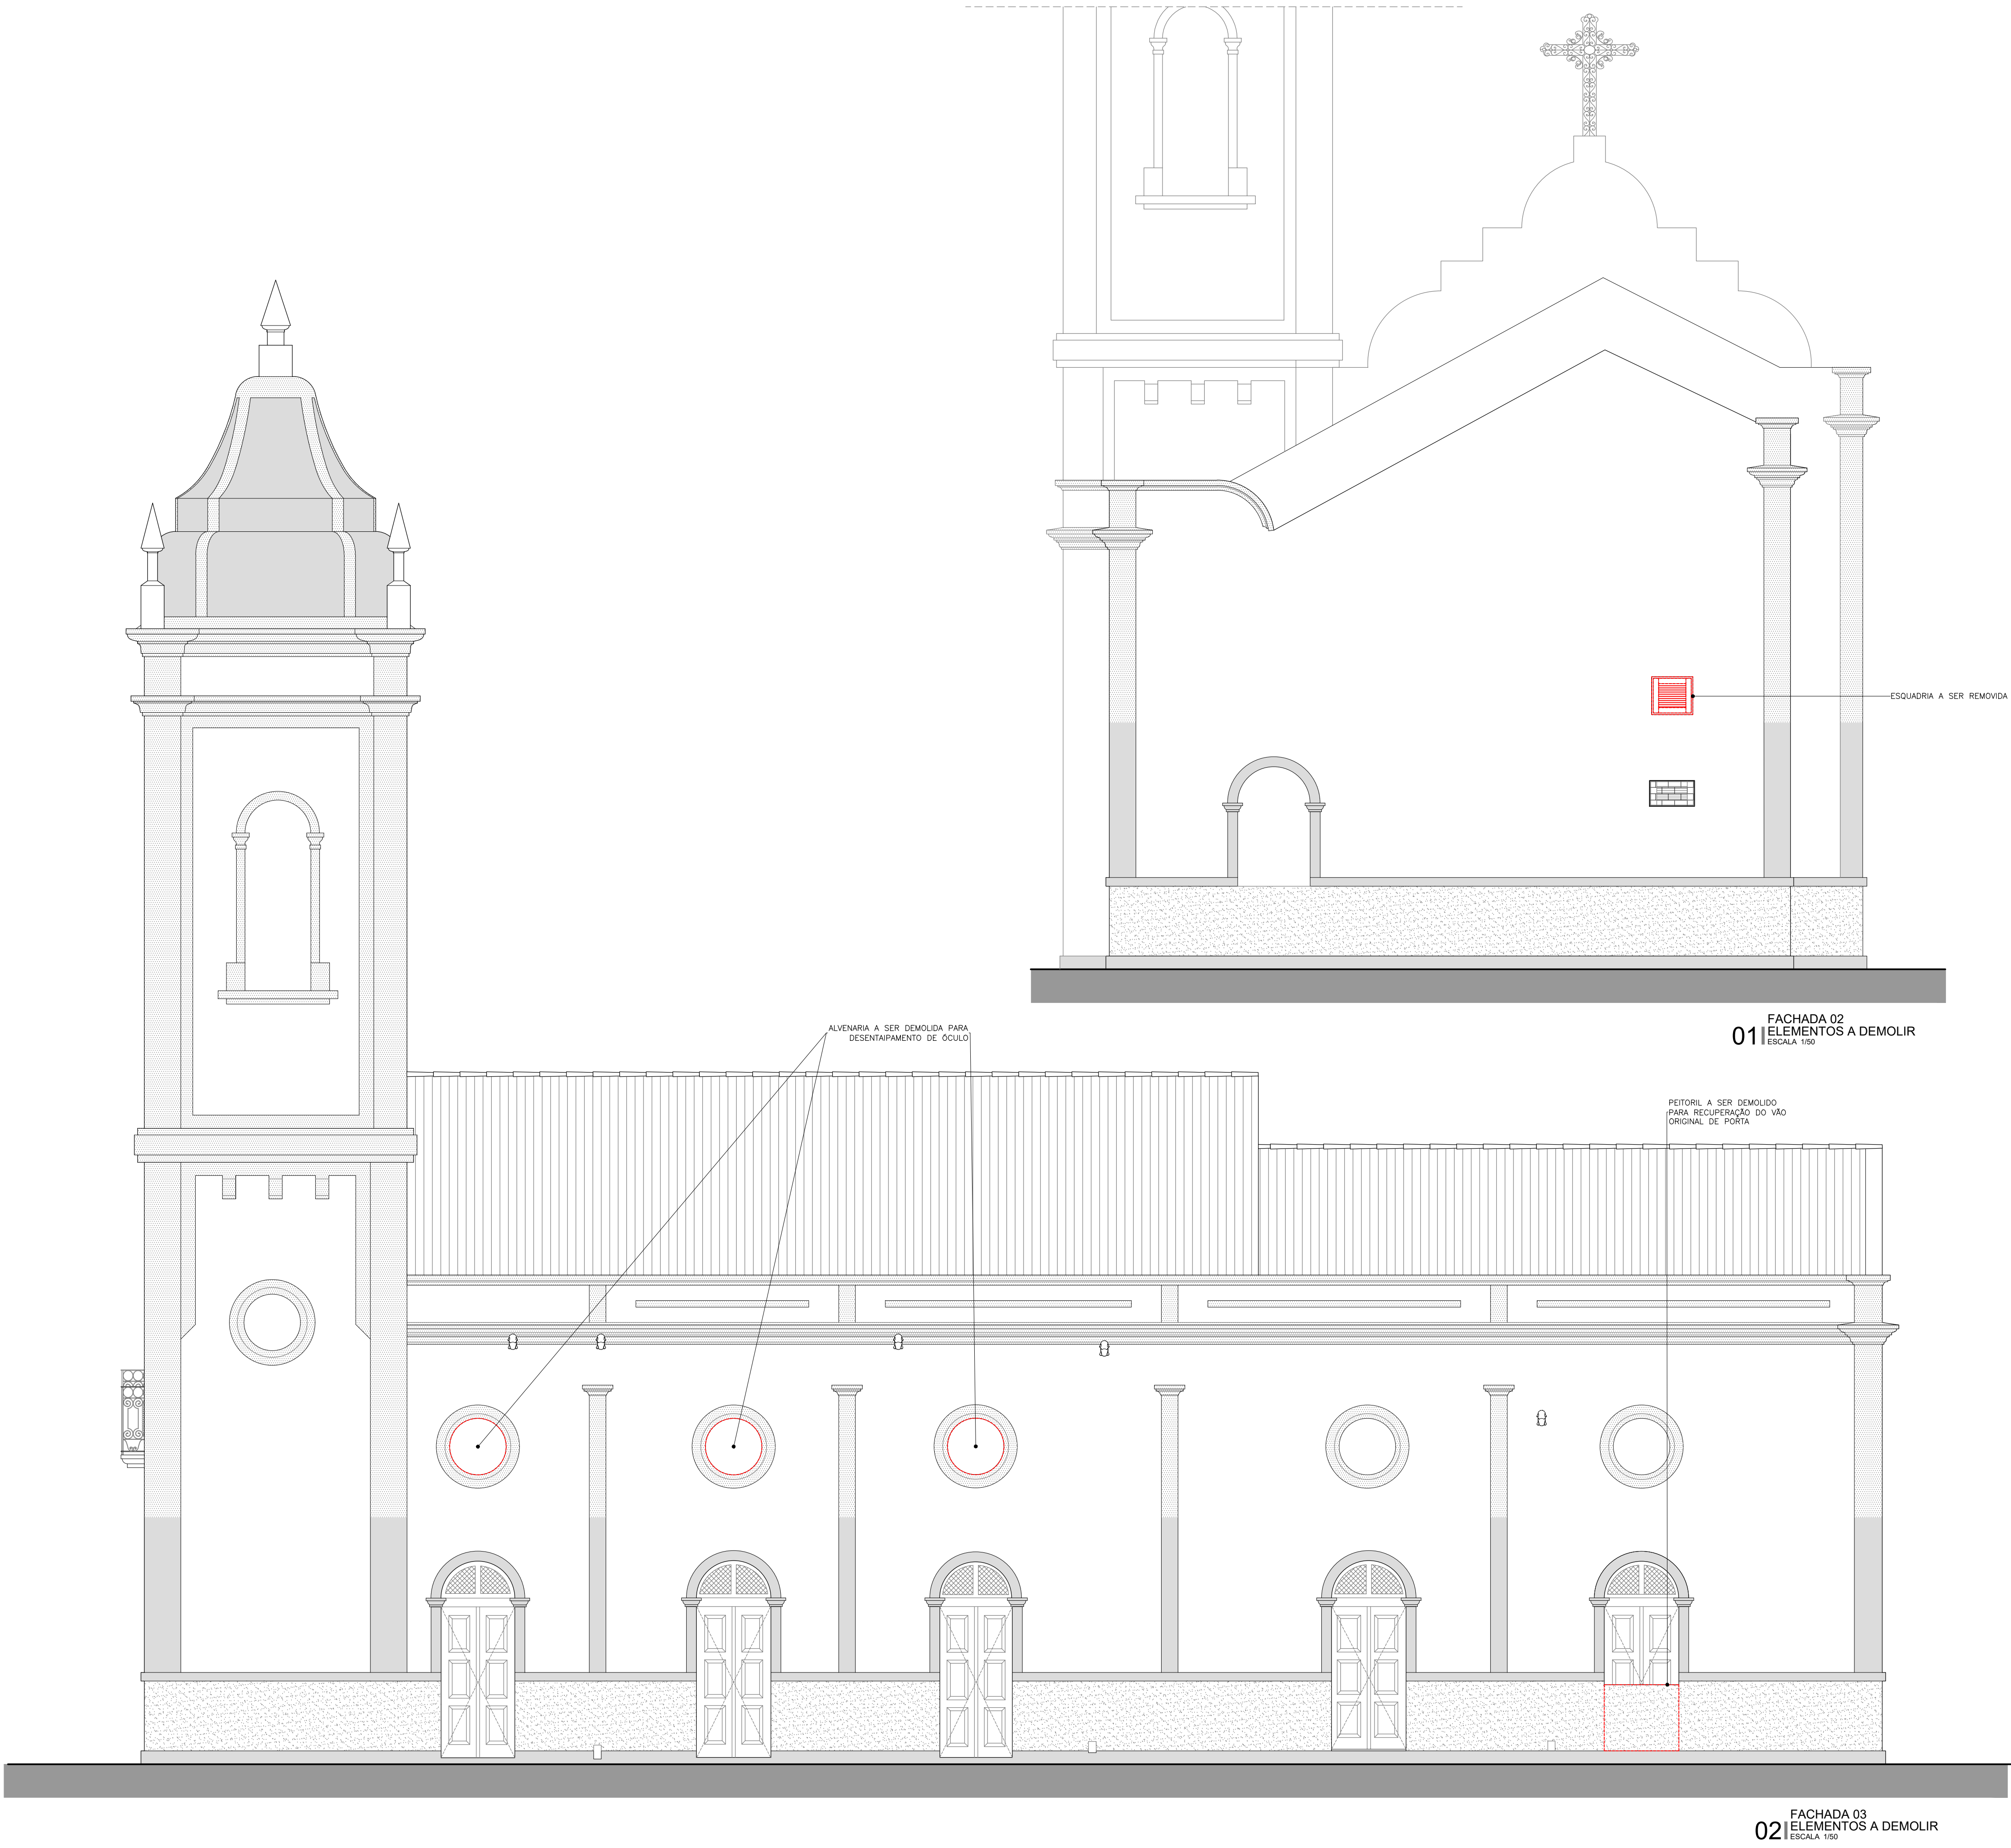 ESQUADRIA A SER REMOVIDA
01
FACHADA 02
ELEMENTOS A DEMOLIR
ESCALA 1/50
ALVENARIA A SER DEMOLIDA PARA
DESENTAIPAMENTO DE ÓCULO
PEITORIL A SER DEMOLIDO
PARA RECUPERAÇÃO DO VÃO
ORIGINAL DE PORTA
02
FACHADA 03
ELEMENTOS A DEMOLIR
ESCALA 1/50